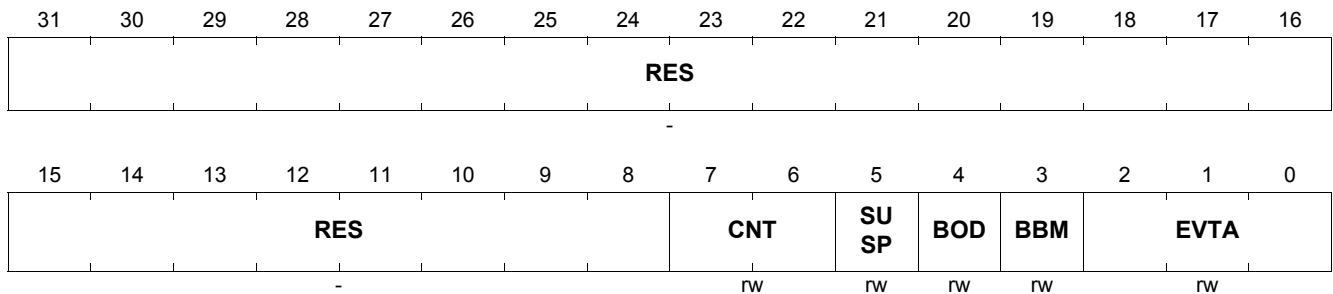 31 30 29 28 27 26 25 24 23 22 21 20 19 18 17 16
RES
-
15 14 13 12 11 10 9 8 7 6 5 4 3 2 1 0
RES CNT SU SP BOD BBM EVTA
- rw rw rw rw rw